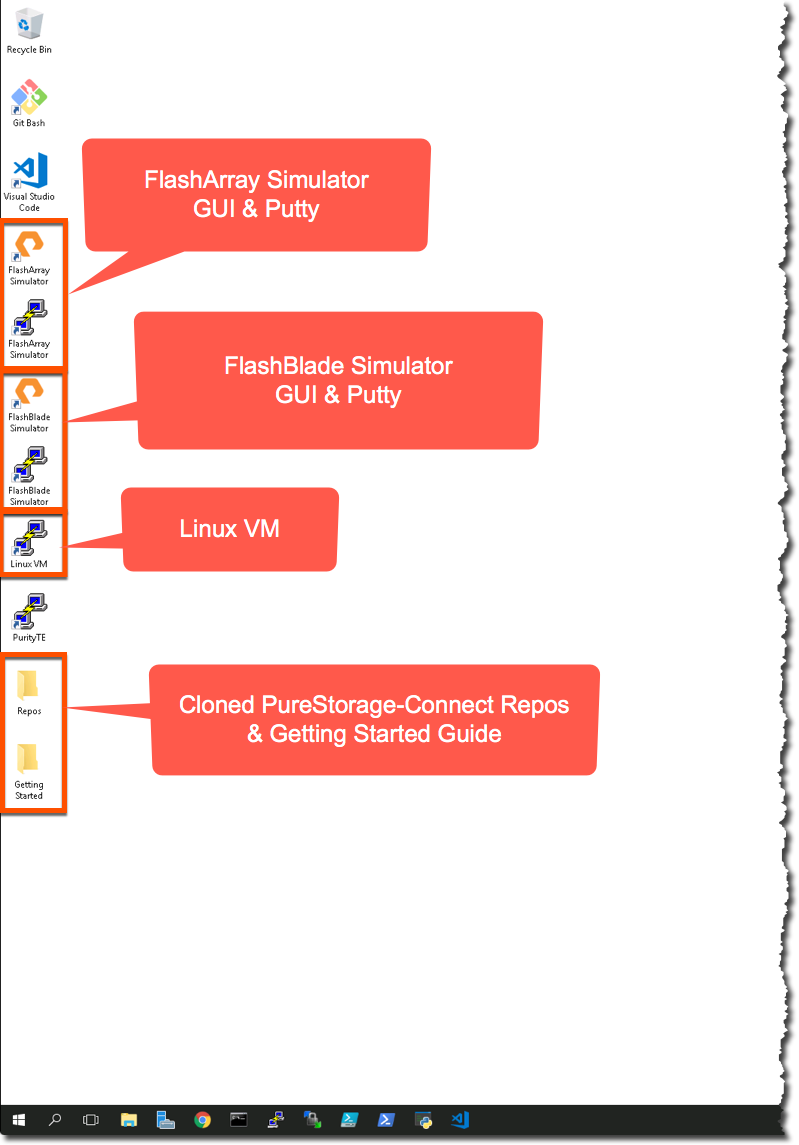 Recycle Bin
Git Bash
Visual Studio
Code
FlashArray Simulator
GUI & Putty
FlashArray
Simulator
FlashArray
Simulator
FlashBlade Simulator
GUI & Putty
FlashBlade
Simulator
FlashBlade
Simulator
Linux VM
Linux VM
PurityTE
Cloned PureStorage-Connect Repos
& Getting Started Guide
Repos
Getting
Started